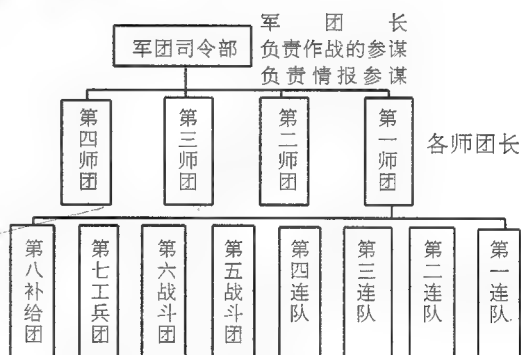 军团长
军团司令部
负责作战的参谋
负责情报参谋
第四师团
第三师团
第二师团
第一师团
各师团长
第八补给团
第七工兵团
第六战斗团
第五战斗团
第四连队
第三连队
第二连队
第一连队